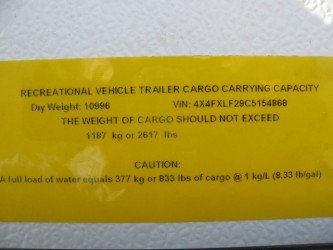 RECREATIONAL VEHICLE TRAILER CARGO CARRYING CAPACITY
Dry Weight: 10996 VIN: 4X4FXLF29C5154868
THE WEIGHT OF CARGO SHOULD NOT EXCEED
1187 kg or 2617 lbs
CAUTION:
A full load of water equals 377 kg or 833 lbs of cargo @ 1 kg/L (8.33 lb/gal)